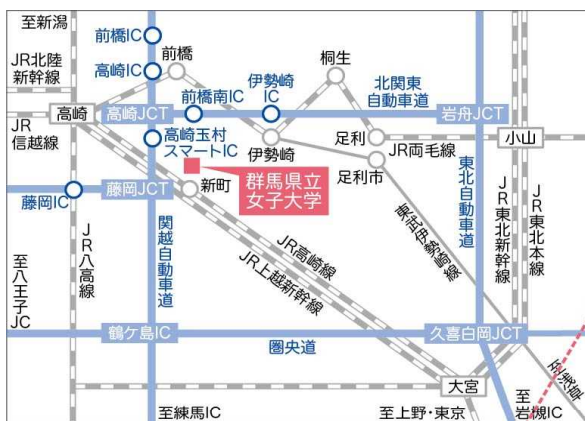 至新潟
JR北陸
新幹線
前橋IC
前橋
高崎IC
桐生
伊勢崎
IC
北関東
自動車道
高崎
高崎JCT
前橋南IC
岩舟JCT
JR
信越線
高崎玉村
スマートIC
伊勢崎
足利
JR両毛線
小山
足利市
群馬県立
女子大学
藤岡JCT
新町
藤岡IC
東北自動車道
東武伊勢崎線
JR東北新幹線
JR東北本線
至八王子JC
JR八高線
関越自動車道
JR高崎線
JR上越新幹線
鶴ケ島IC
圏央道
久喜白岡JCT
大宮
至浅草
至練馬IC
至上野・東京
至
岩槻IC